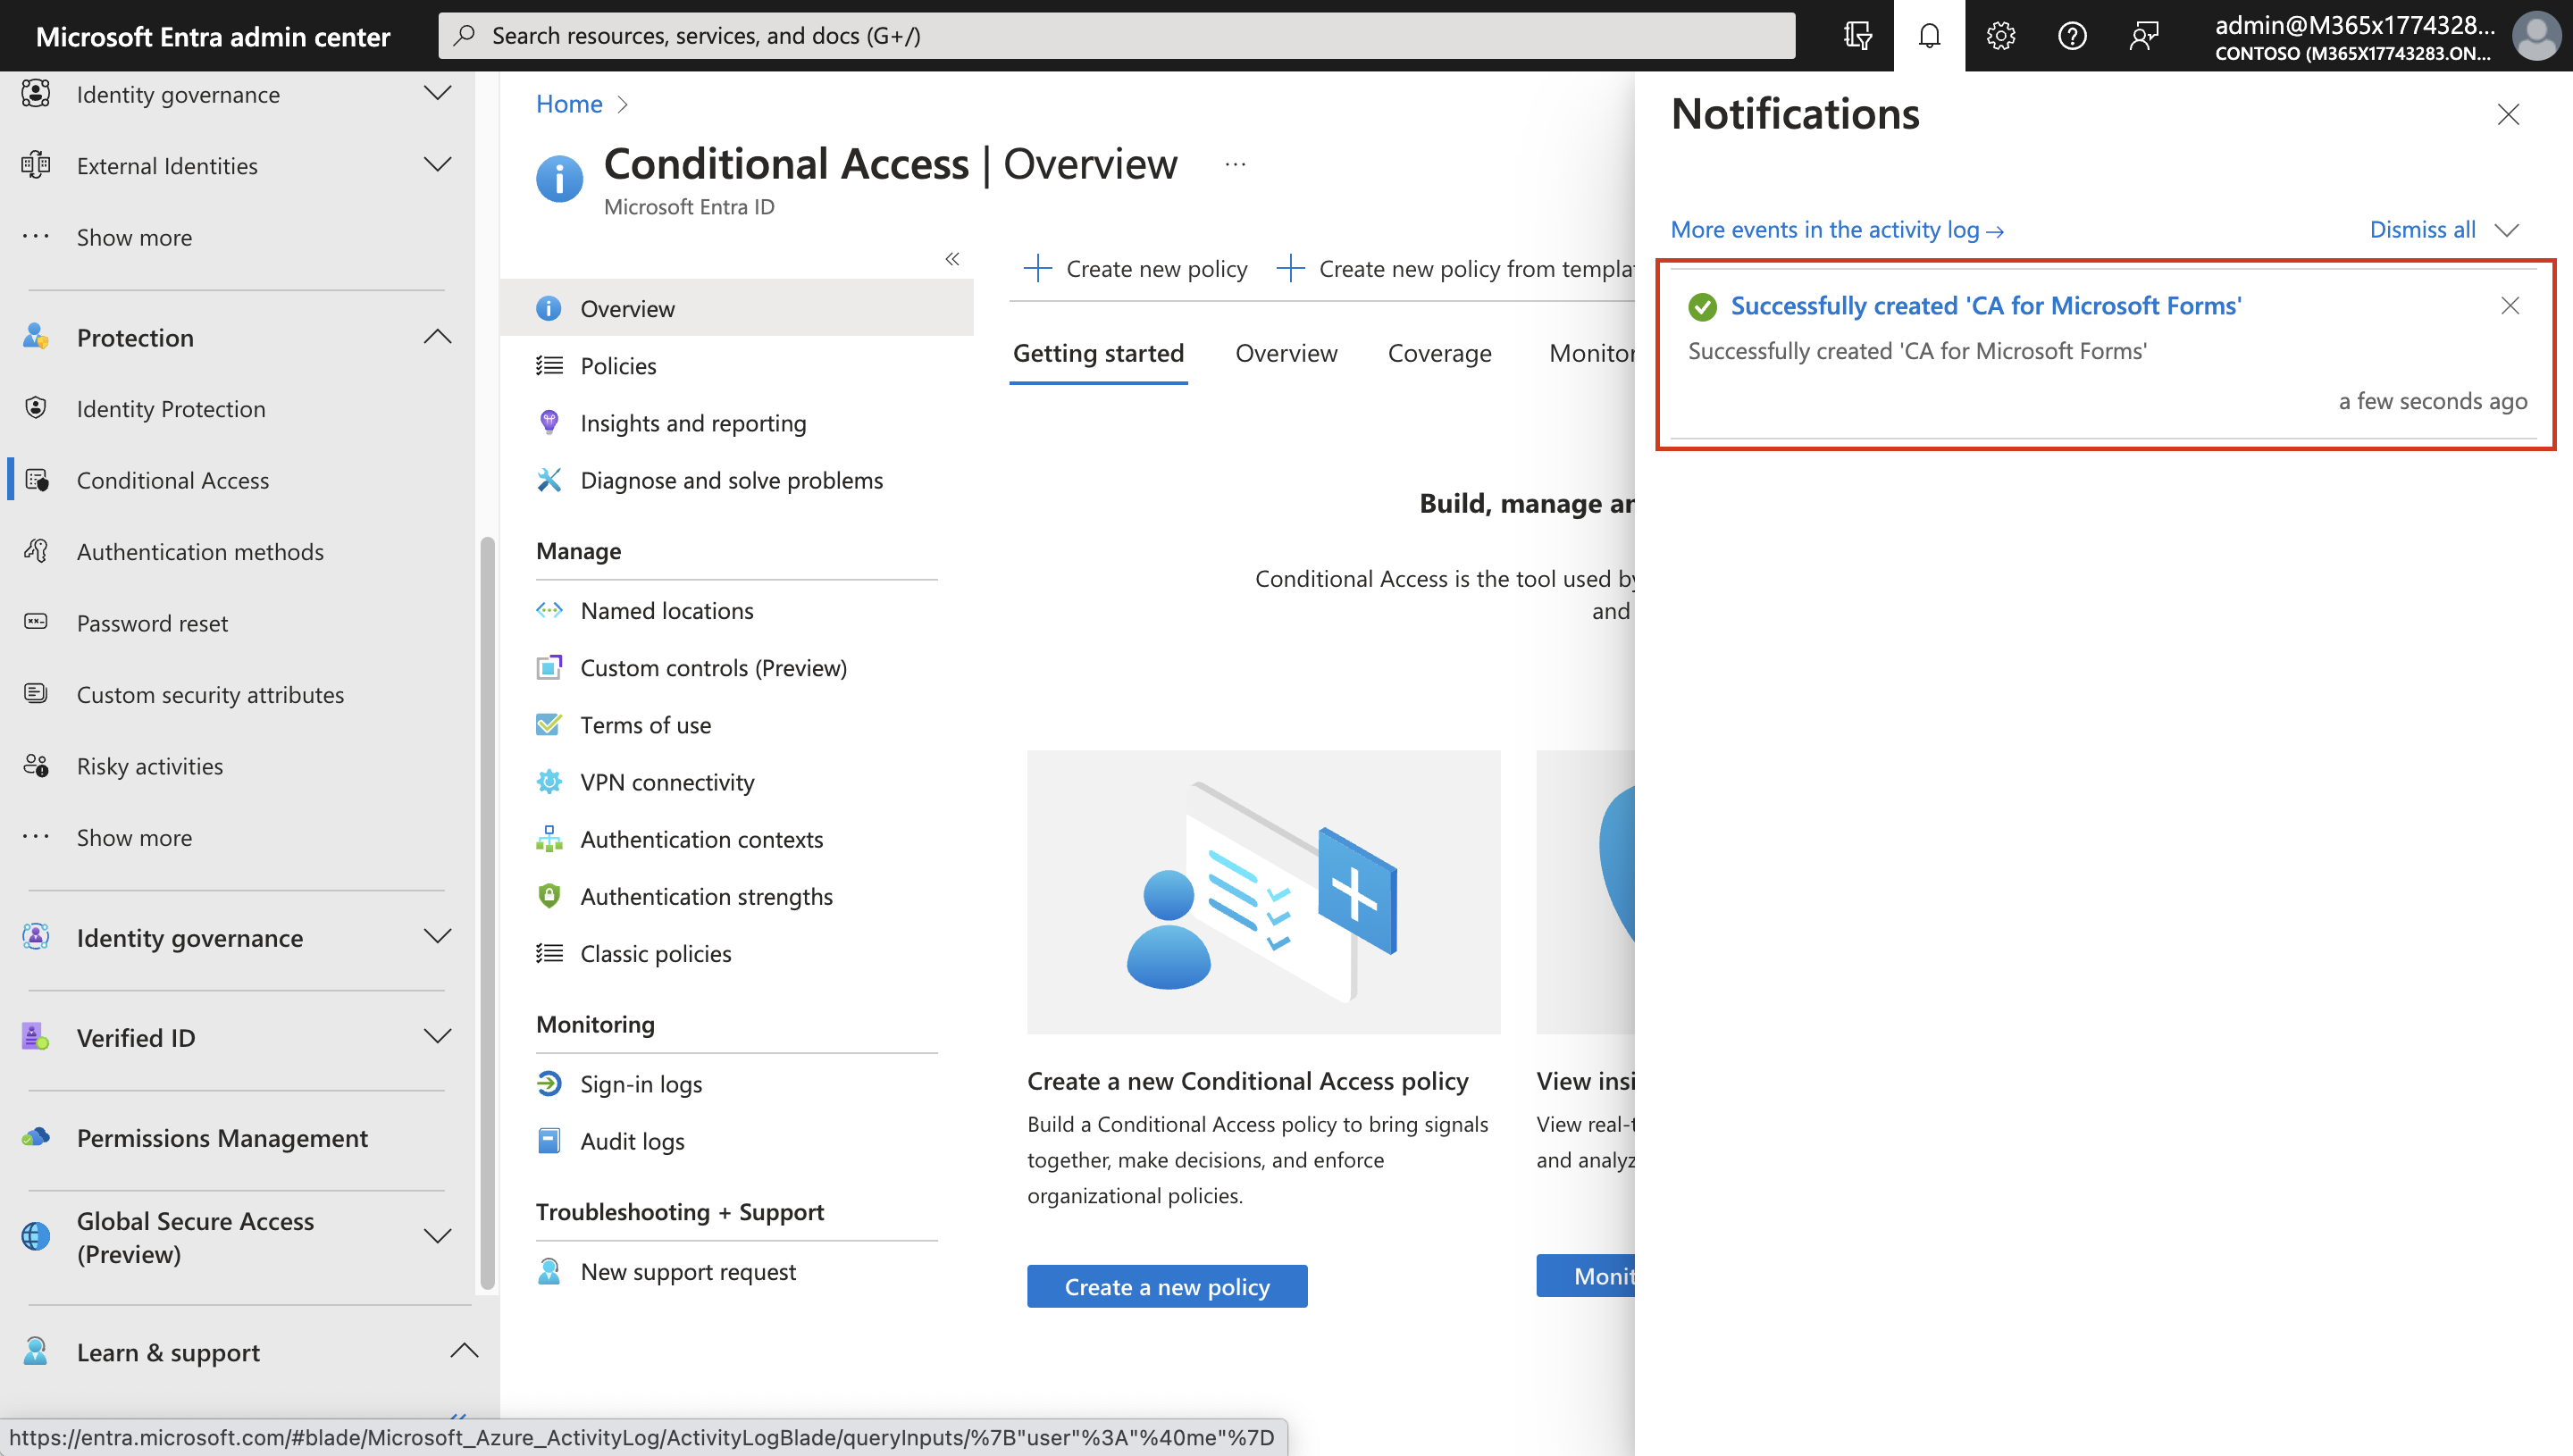 Microsoft Entra admin center
Search resources, services, and docs (G+/)
admin@M365x1774328...
CONTOSO (M365X17743283.ON...
Identity governance
External Identities
Show more
Protection
Identity Protection
Conditional Access
Authentication methods
Password reset
Custom security attributes
Risky activities
Show more
Identity governance
Verified ID
Permissions Management
Global Secure Access
(Preview)
Learn & support
Home
Conditional Access | Overview
Microsoft Entra ID
Overview
Policies
Insights and reporting
Diagnose and solve problems
Manage
Named locations
Custom controls (Preview)
Terms of use
VPN connectivity
Authentication contexts
Authentication strengths
Classic policies
Monitoring
Sign-in logs
Audit logs
Troubleshooting + Support
New support request
Create new policy
Create new policy from templa
Getting started
Overview
Coverage
Monitor
Build, manage an
Conditional Access is the tool used by
and
Create a new Conditional Access policy
Build a Conditional Access policy to bring signals
together, make decisions, and enforce
organizational policies.
Create a new policy
View insi
View real-t
and analyz
Monit
Notifications
More events in the activity log →
Dismiss all
Successfully created 'CA for Microsoft Forms'
Successfully created 'CA for Microsoft Forms'
a few seconds ago
https://entra.microsoft.com/#blade/Microsoft_Azure_ActivityLog/ActivityLogBlade/queryInputs/%7B"user"%3A"%40me"%7D